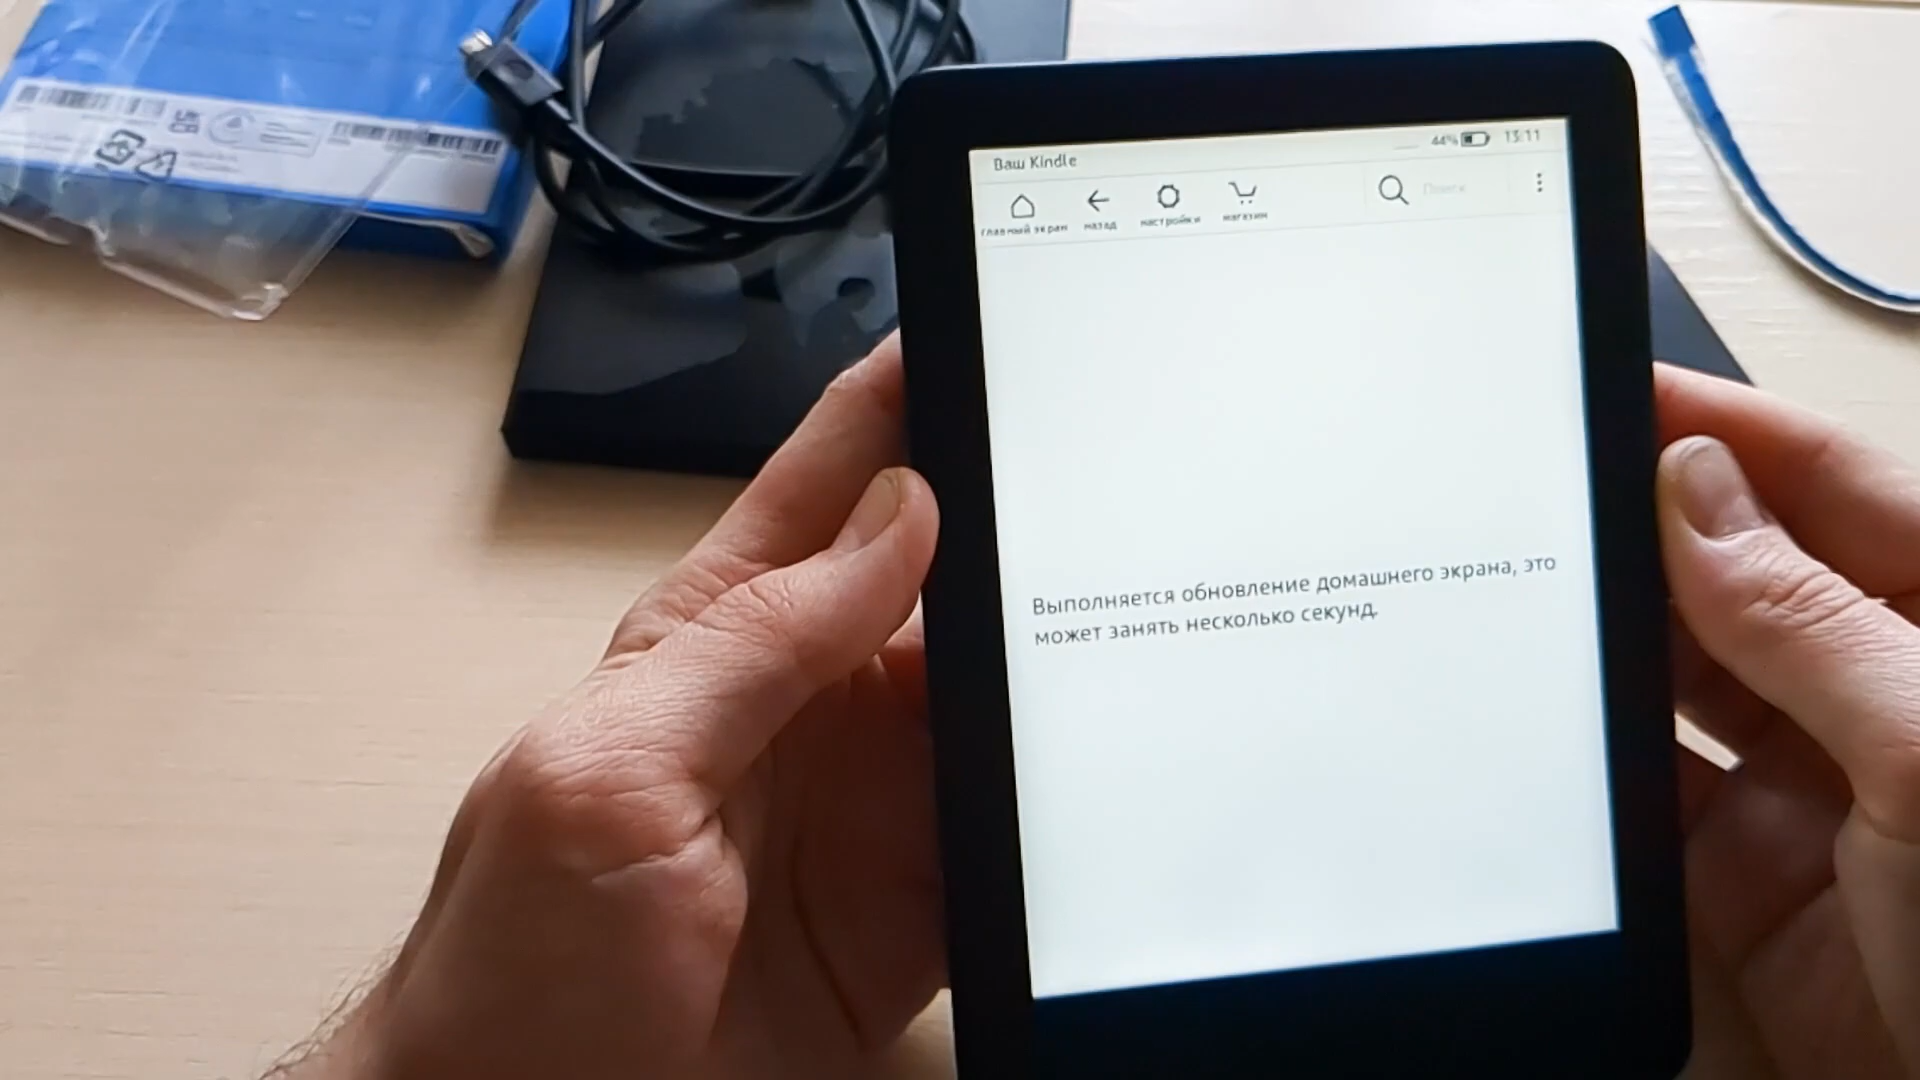 44% 13:11
Ваш Kindle
главный экран назад настройки магазин Поиск
Выполняется обновление домашнего экрана, это
может занять несколько секунд.